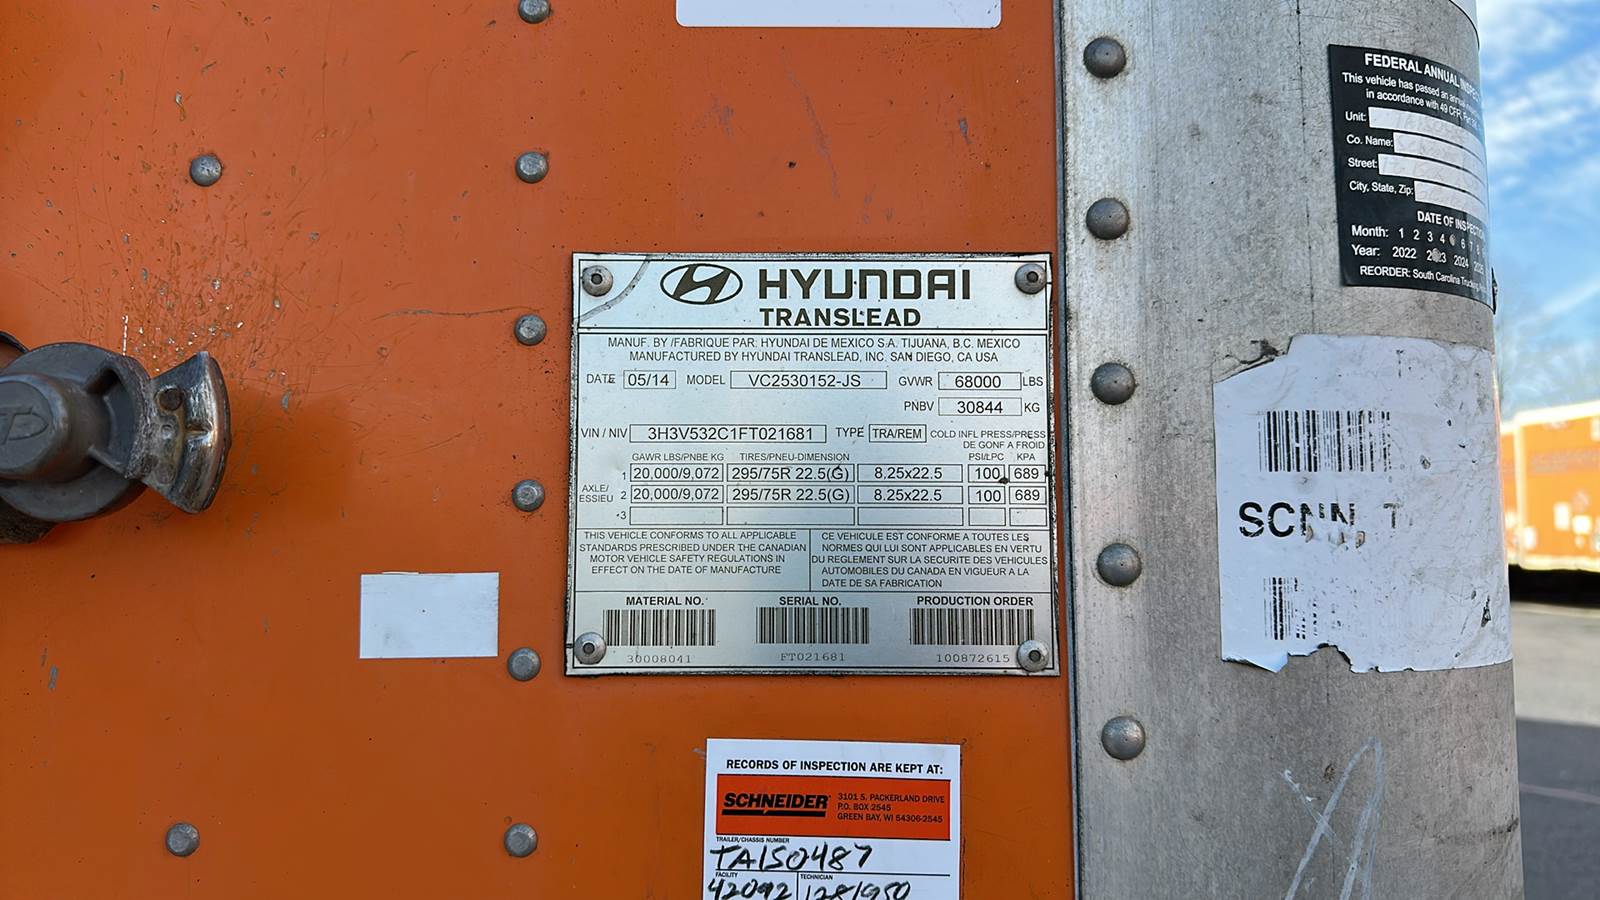 HYUNDAI
TRANSLEAD
MANUF. BY /FABRIQUE PAR: HYUNDAI DE MEXICO S.A. TIJUANA, B.C. MEXICO
MANUFACTURED BY HYUNDAI TRANSLEAD, INC. SAN DIEGO, CA USA
DATE 05/14 MODEL VC2530152-JS GVWR 68000 LBS
PNBV 30844 KG
VIN / NIV 3H3V532C1FT021681 TYPE TRA/REM COLD INFL PRESS/PRESS
DE GONF A FROID
GAWR LBS/PNBE KG TIRES/PNEU-DIMENSION PSI/LPC KPA
1 20,000/9,072 295/75R 22.5(G) 8.25x22.5 100 689
AXLE/
ESSIEU 2 20,000/9,072 295/75R 22.5(G) 8.25x22.5 100 689
3
THIS VEHICLE CONFORMS TO ALL APPLICABLE
STANDARDS PRESCRIBED UNDER THE CANADIAN
MOTOR VEHICLE SAFETY REGULATIONS IN
EFFECT ON THE DATE OF MANUFACTURE
CE VEHICULE EST CONFORME A TOUTES LES
NORMES QUI LUI SONT APPLICABLES EN VERTU
DU REGLEMENT SUR LA SECURITE DES VEHICULES
AUTOMOBILES DU CANADA EN VIGUEUR A LA
DATE DE SA FABRICATION
MATERIAL NO. SERIAL NO. PRODUCTION ORDER
30008041 FT021681 100872615
RECORDS OF INSPECTION ARE KEPT AT:
SCHNEIDER
3101 S. PACKERLAND DRIVE
P.O. BOX 2545
GREEN BAY, WI 54306-2545
TRAILER/CHASSIS NUMBER
TA150487
FACILITY TECHNICIAN
42092 1281950
FEDERAL ANNUAL
This vehicle has passed an
in accordance with 49 CFR,
Unit:
Co. Name:
Street:
City, State, Zip:
DATE OF INSPECTION
Month: 1 2 3 4 6 7
Year: 2022 2023 2024
REORDER: South Carolina Trucking